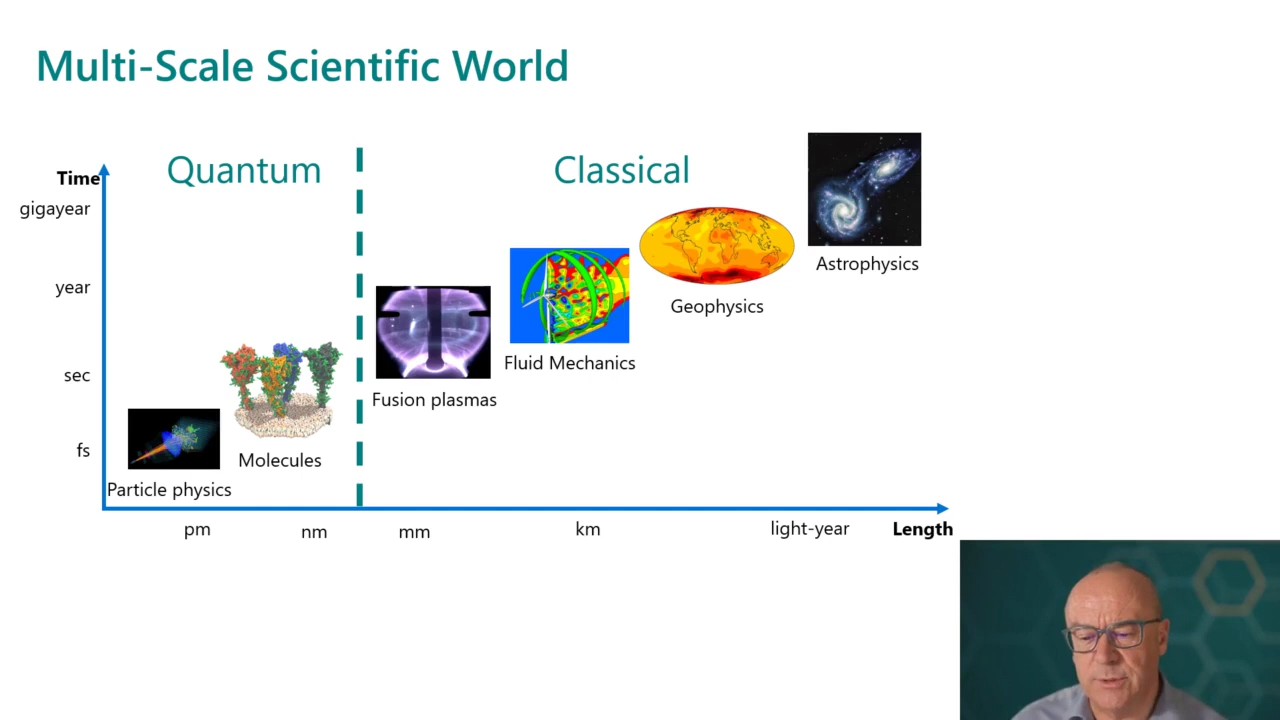 Multi-Scale Scientific World
Quantum
Classical
Time
gigayear
year
sec
fs
Particle physics
Molecules
Fusion plasmas
Fluid Mechanics
Geophysics
Astrophysics
pm
nm
mm
km
light-year
Length